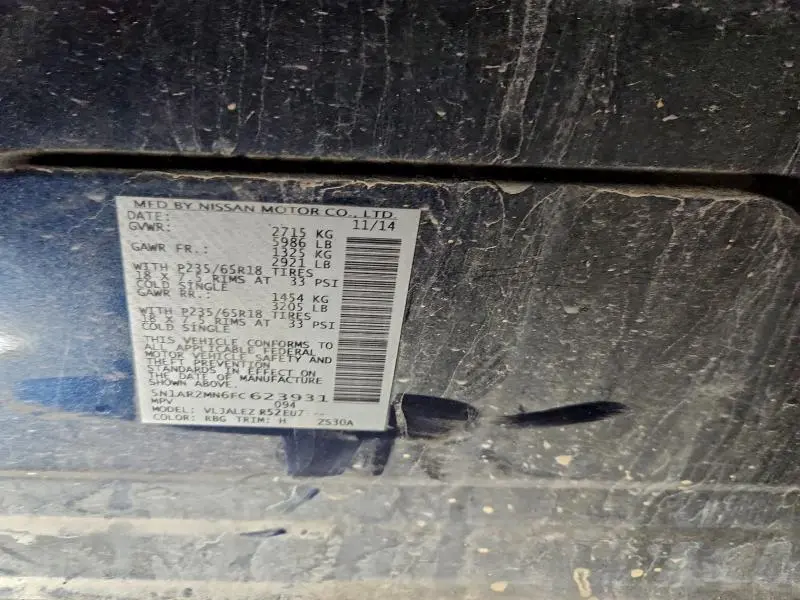 MFD BY NISSAN MOTOR CO., LTD.
DATE: 11/14
GVWR: 2715 KG
5986 LB
GAWR FR.: 1325 KG
2921 LB
WITH P235/65R18 TIRES
18 X 7.5 RIMS AT 33 PSI
COLD SINGLE
GAWR RR.: 1454 KG
3205 LB
WITH P235/65R18 TIRES
18 X 7.5 RIMS AT 33 PSI
COLD SINGLE
THIS VEHICLE CONFORMS TO
ALL APPLICABLE FEDERAL
MOTOR VEHICLE SAFETY AND
THEFT PREVENTION
STANDARDS IN EFFECT ON
THE DATE OF MANUFACTURE
SHOWN ABOVE.
5N1AR2MN6FC623931
MPV 094
MODEL: VLJALEZ R52EU7 --
COLOR: RBG TRIM: H 2S30A